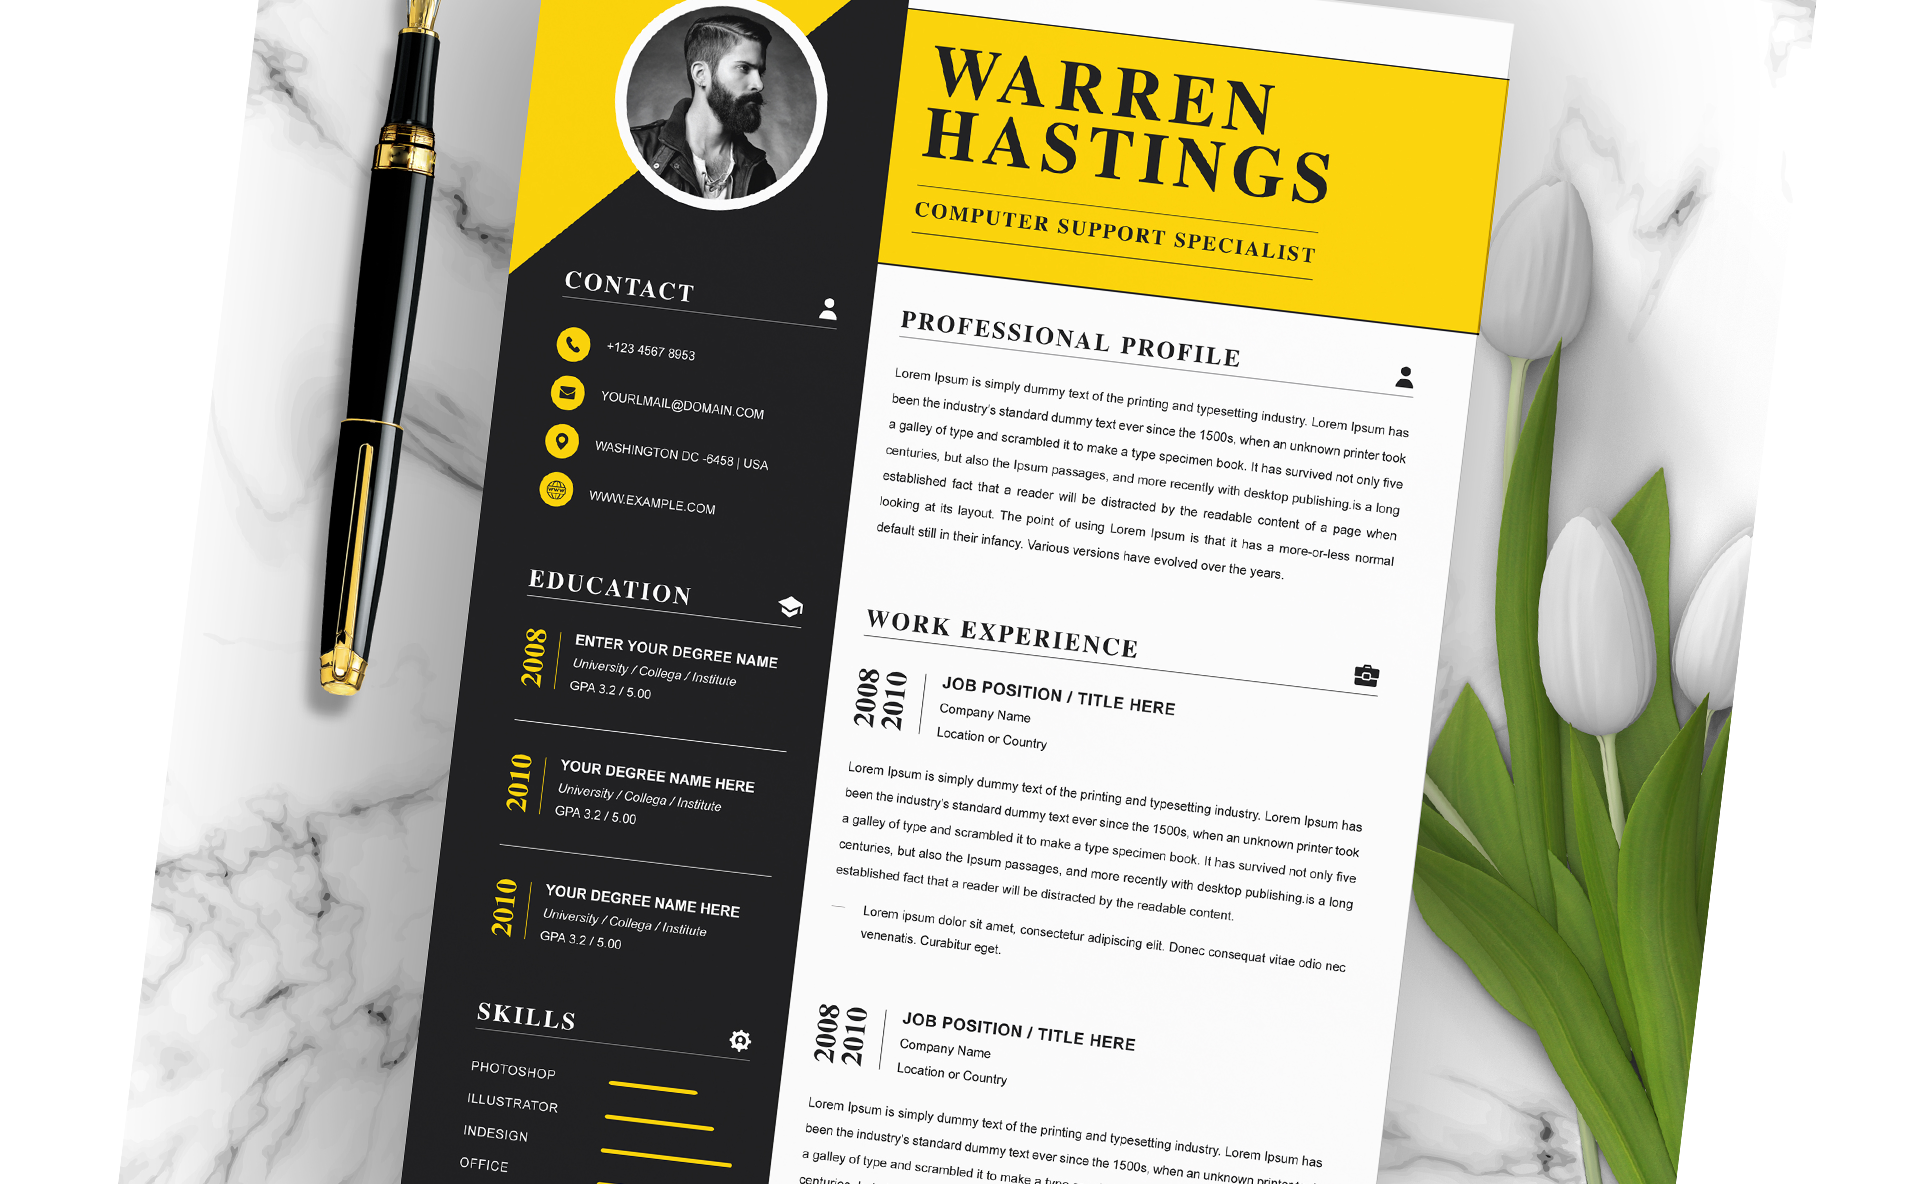 WARREN
HASTINGS
COMPUTER SUPPORT SPECIALIST
CONTACT
+123 4567 8953
YOURLMAIL@DOMAIN.COM
WASHINGTON DC -6458 | USA
WWW
WWW.EXAMPLE.COM
EDUCATION
2008
ENTER YOUR DEGREE NAME
University / Collega / Institute
GPA 3.2 / 5.00
2010
YOUR DEGREE NAME HERE
University / Collega / Institute
GPA 3.2 / 5.00
2010
YOUR DEGREE NAME HERE
University / Collega / Institute
GPA 3.2 / 5.00
SKILLS
PHOTOSHOP
ILLUSTRATOR
INDESIGN
OFFICE
PROFESSIONAL PROFILE
Lorem Ipsum is simply dummy text of the printing and typesetting industry. Lorem Ipsum has
been the industry's standard dummy text ever since the 1500s, when an unknown printer took
a galley of type and scrambled it to make a type specimen book. It has survived not only five
centuries, but also the Ipsum passages, and more recently with desktop publishing.is a long
established fact that a reader will be distracted by the readable content of a page when
looking at its layout. The point of using Lorem Ipsum is that it has a more-or-less normal
default still in their infancy. Various versions have evolved over the years.
WORK EXPERIENCE
2008
2010
JOB POSITION / TITLE HERE
Company Name
Location or Country
Lorem Ipsum is simply dummy text of the printing and typesetting industry. Lorem Ipsum has
been the industry's standard dummy text ever since the 1500s, when an unknown printer took
a galley of type and scrambled it to make a type specimen book. It has survived not only five
centuries, but also the Ipsum passages, and more recently with desktop publishing.is a long
established fact that a reader will be distracted by the readable content.
Lorem ipsum dolor sit amet, consectetur adipiscing elit. Donec consequat vitae odio nec
venenatis. Curabitur eget.
2008
2010
JOB POSITION / TITLE HERE
Company Name
Location or Country
Lorem Ipsum is simply dummy text of the printing and typesetting industry. Lorem Ipsum has
been the industry's standard dummy text ever since the 1500s, when an unknown printer
a galley of type and scrambled it to make a
centuries,